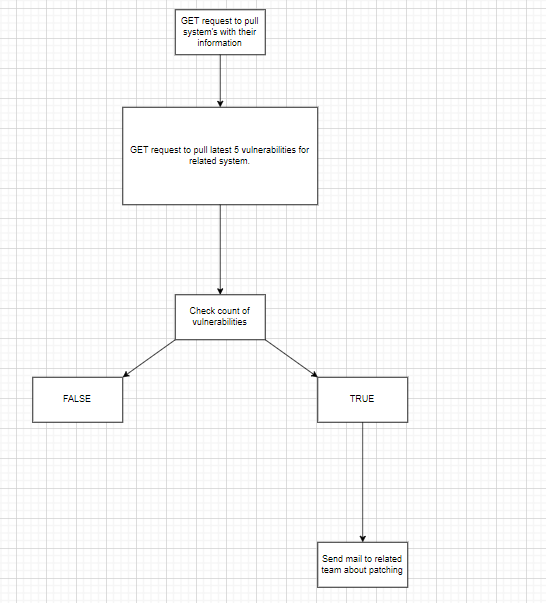 GET request to pull
system's with their
information
GET request to pull latest 5 vulnerabilities for
related system.
Check count of
vulnerabilities
FALSE
TRUE
Send mail to related
team about patching